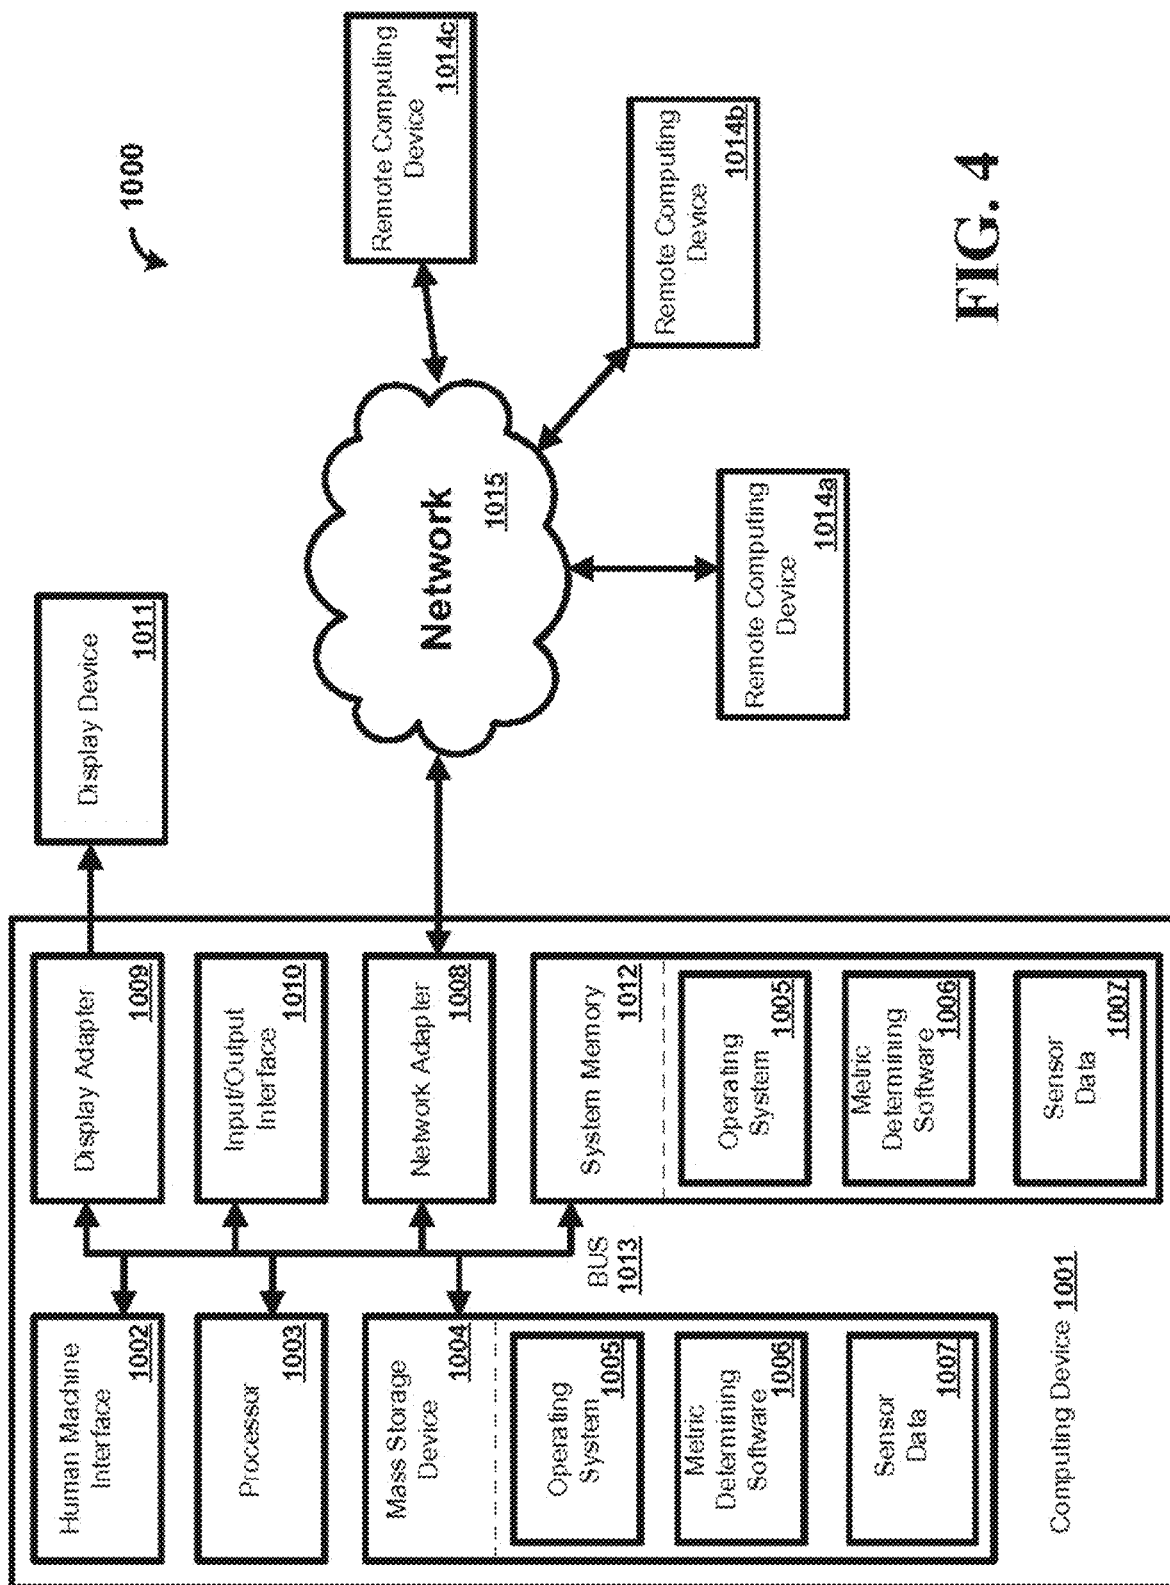 1000
Human Machine
Interface
1002
Processor
1003
Mass Storage
Device
1004
Operating
System
1005
Metric
Determining
Software
1006
Sensor
Data
1007
BUS
1013
Computing Device 1001
Display Adapter
1009
Input/Output
Interface
1010
Network Adapter
1008
System Memory
1012
Operating
System
1005
Metric
Determining
Software
1006
Sensor
Data
1007
Display Device
1011
Network
1015
Remote Computing
Device
1014a
Remote Computing
Device
1014b
Remote Computing
Device
1014c
FIG. 4